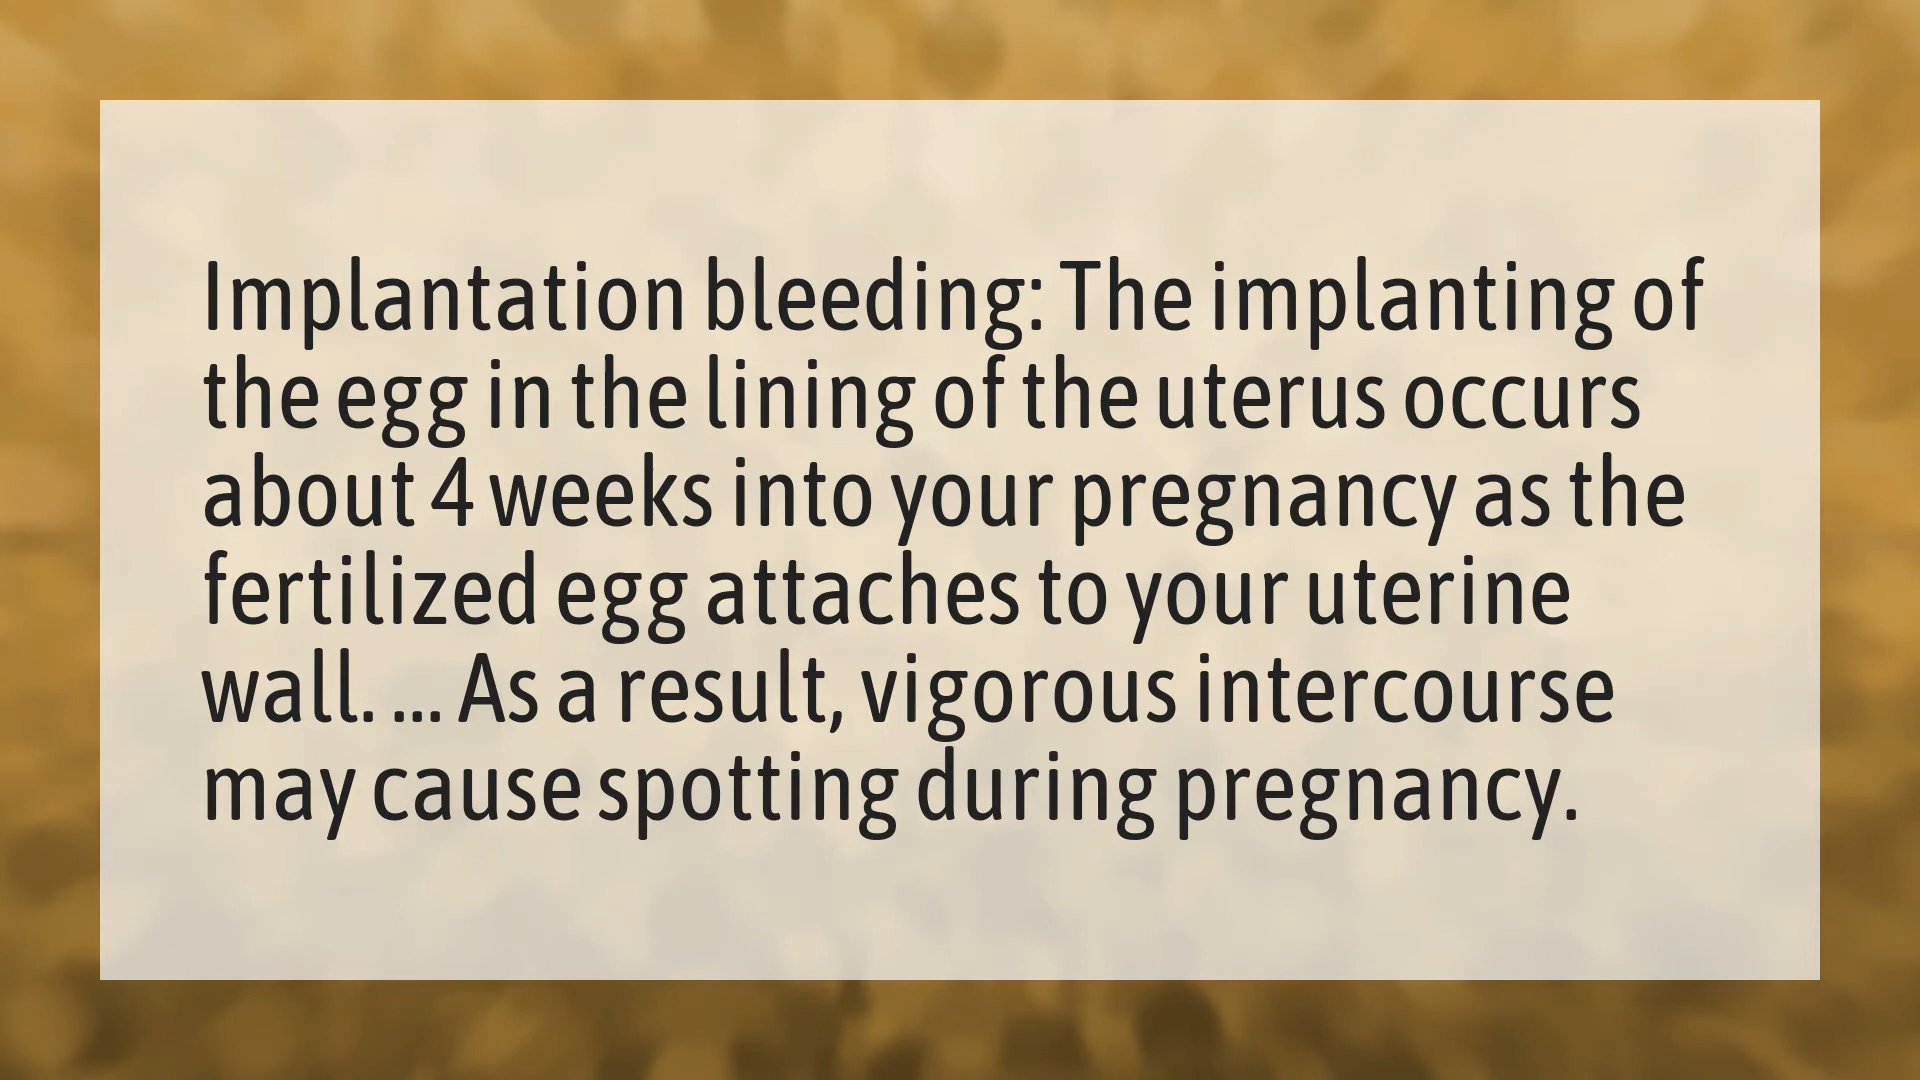 Implantation bleeding: The implanting of
the egg in the lining of the uterus occurs
about 4 weeks into your pregnancy as the
fertilized egg attaches to your uterine
wall. ... As a result, vigorous intercourse
may cause spotting during pregnancy.